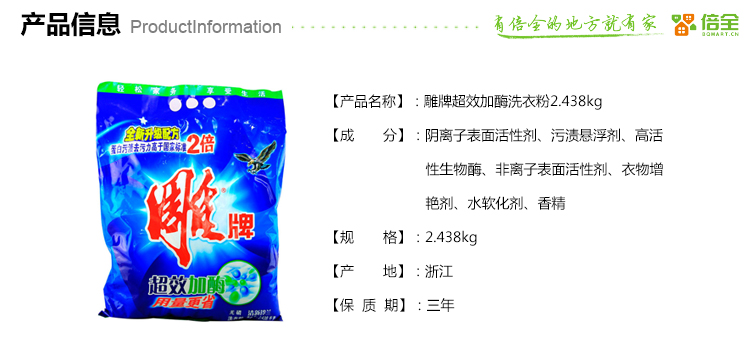 产品信息 ProductInformation
有倍全的地方就有家
倍全
BQMART.CN
轻松家务 享受生活
全新升级配方
蛋白污渍去污力高于国家标准2倍
雕牌
超效加酶
用量更省
无磷
【产品名称】：雕牌超效加酶洗衣粉2.438kg
【成　　分】：阴离子表面活性剂、污渍悬浮剂、高活
性生物酶、非离子表面活性剂、衣物增
艳剂、水软化剂、香精
【规　　格】：2.438kg
【产　　地】：浙江
【保 质 期】：三年